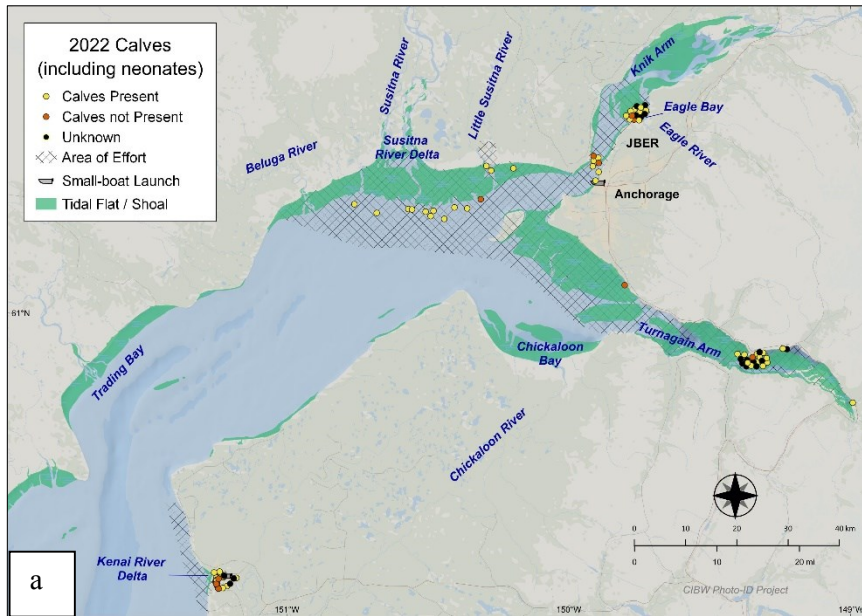 2022 Calves
(including neonates)
Calves Present
Calves not Present
Unknown
Area of Effort
Small-boat Launch
Tidal Flat / Shoal
Susitna River
Little Susitna River
Knik Arm
Eagle Bay
JBER
Eagle River
Susitna
River Delta
Beluga River
Anchorage
61°N
Trading Bay
Chickaloon
Bay
Turnagain Arm
Chickaloon River
Kenai River
Delta
0 10 20 30 40 km
0 10 20 mi
CIBW Photo-ID Project
a
151°W
150°W
149°W